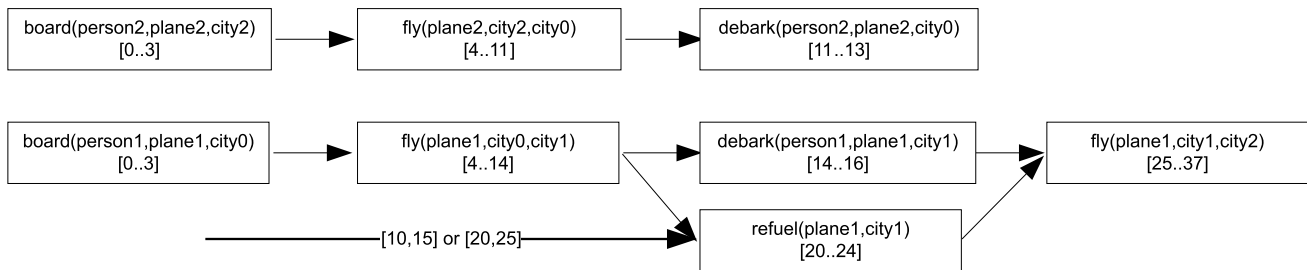 board(person2,plane2,city2)
[0..3]
fly(plane2,city2,city0)
[4..11]
debark(person2,plane2,city0)
[11..13]
board(person1,plane1,city0)
[0..3]
fly(plane1,city0,city1)
[4..14]
debark(person1,plane1,city1)
[14..16]
fly(plane1,city1,city2)
[25..37]
[10,15] or [20,25]
refuel(plane1,city1)
[20..24]